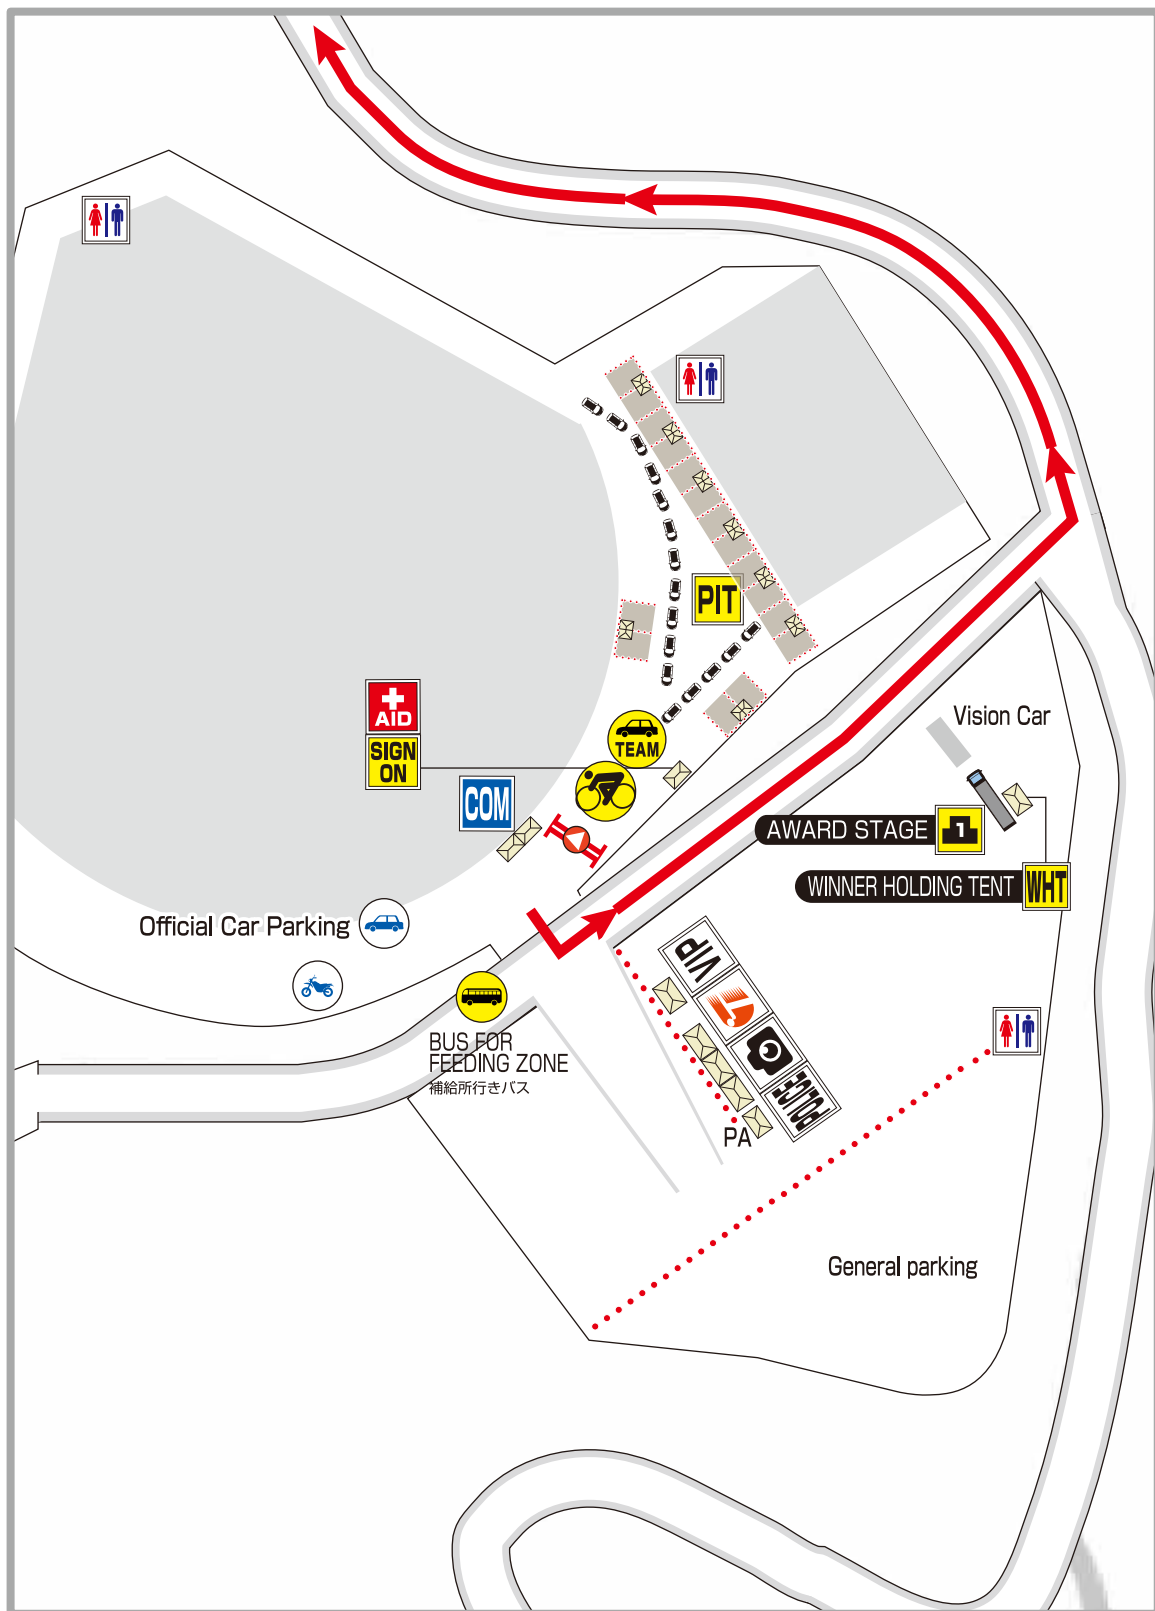 PIT
AID
SIGN
ON
TEAM
COM
Vision Car
AWARD STAGE
1
WINNER HOLDING TENT
WHT
Official Car Parking
VIP
BUS FOR
FEEDING ZONE
補給所行きバス
POLICE
PA
General parking